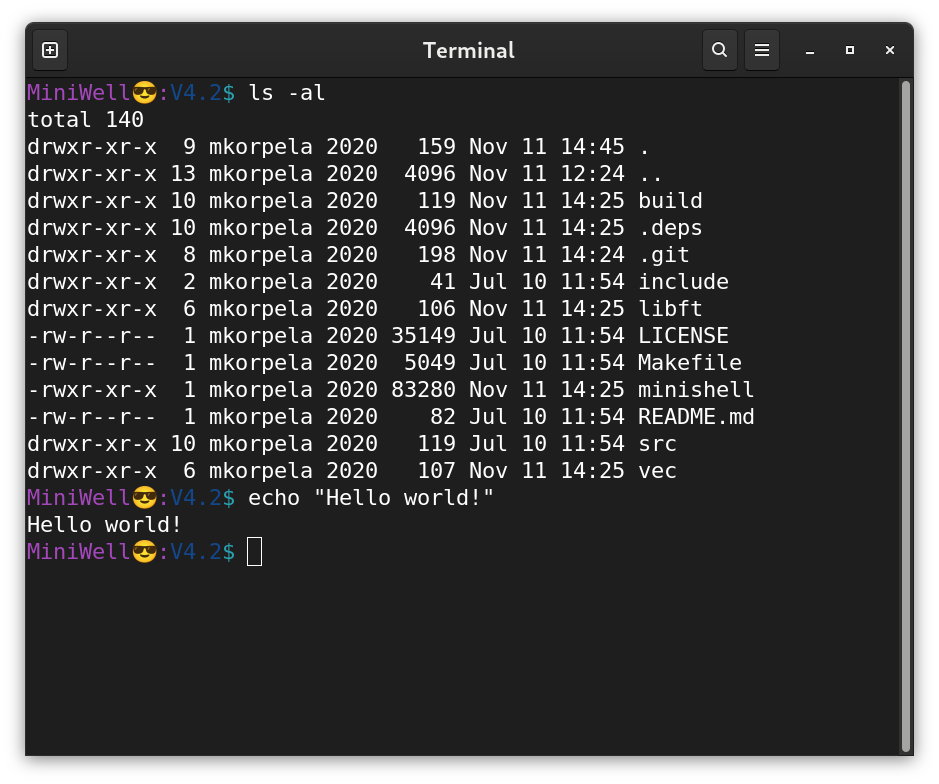 Terminal
MiniWell😎:V4.2$ ls -al
total 140
drwxr-xr-x  9 mkorpela 2020   159 Nov 11 14:45 .
drwxr-xr-x 13 mkorpela 2020  4096 Nov 11 12:24 ..
drwxr-xr-x 10 mkorpela 2020   119 Nov 11 14:25 build
drwxr-xr-x 10 mkorpela 2020  4096 Nov 11 14:25 .deps
drwxr-xr-x  8 mkorpela 2020   198 Nov 11 14:24 .git
drwxr-xr-x  2 mkorpela 2020    41 Jul 10 11:54 include
drwxr-xr-x  6 mkorpela 2020   106 Nov 11 14:25 libft
-rw-r--r--  1 mkorpela 2020 35149 Jul 10 11:54 LICENSE
-rw-r--r--  1 mkorpela 2020  5049 Jul 10 11:54 Makefile
-rwxr-xr-x  1 mkorpela 2020 83280 Nov 11 14:25 minishell
-rw-r--r--  1 mkorpela 2020    82 Jul 10 11:54 README.md
drwxr-xr-x 10 mkorpela 2020   119 Jul 10 11:54 src
drwxr-xr-x  6 mkorpela 2020   107 Nov 11 14:25 vec
MiniWell😎:V4.2$ echo "Hello world!"
Hello world!
MiniWell😎:V4.2$